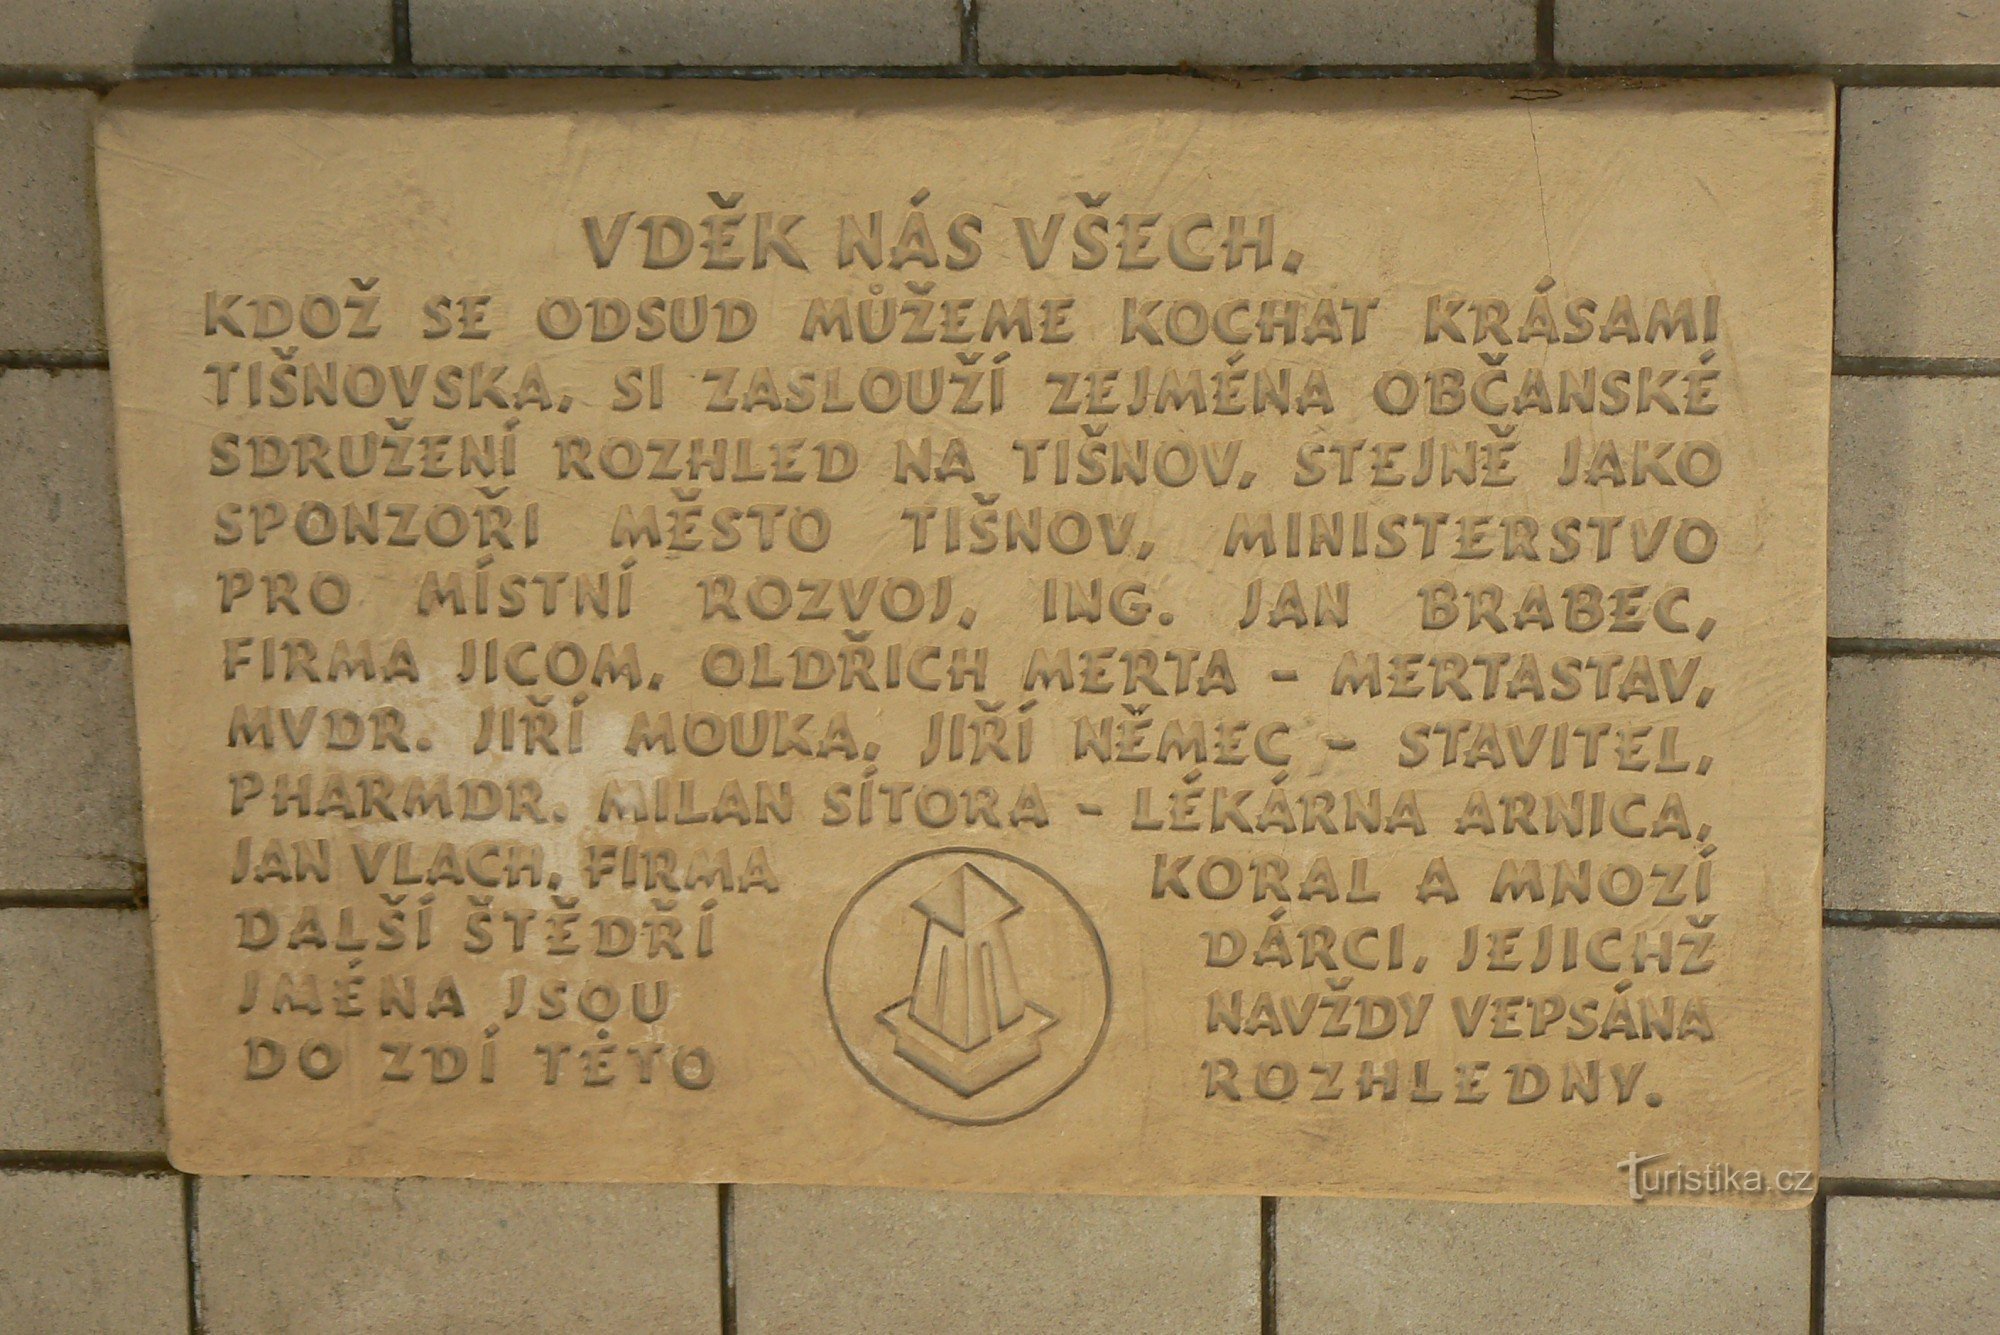 VDĚK NÁS VŠECH,
KDOŽ SE ODSUD MŮŽEME KOCHAT KRÁSAMI
TIŠNOVSKA, SI ZASLOUŽÍ ZEJMÉNA OBČANSKÉ
SDRUŽENÍ ROZHLED NA TIŠNOV, STEJNĚ JAKO
SPONZOŘI MĚSTO TIŠNOV, MINISTERSTVO
PRO MÍSTNÍ ROZVOJ, ING. JAN BRABEC,
FIRMA JICOM, OLDŘICH MERTA - MERTASTAV,
MVDR. JIŘÍ MOUKA, JIŘÍ NĚMEC - STAVITEL,
PHARMDR. MILAN SÍTORA - LÉKÁRNA ARNICA,
JAN VLACH, FIRMA KORAL A MNOZÍ
DALŠÍ ŠTĚDŘÍ DÁRCI, JEJICHŽ
JMÉNA JSOU NAVŽDY VEPSÁNA
DO ZDÍ TÉTO ROZHLEDNY.
Turistika.cz